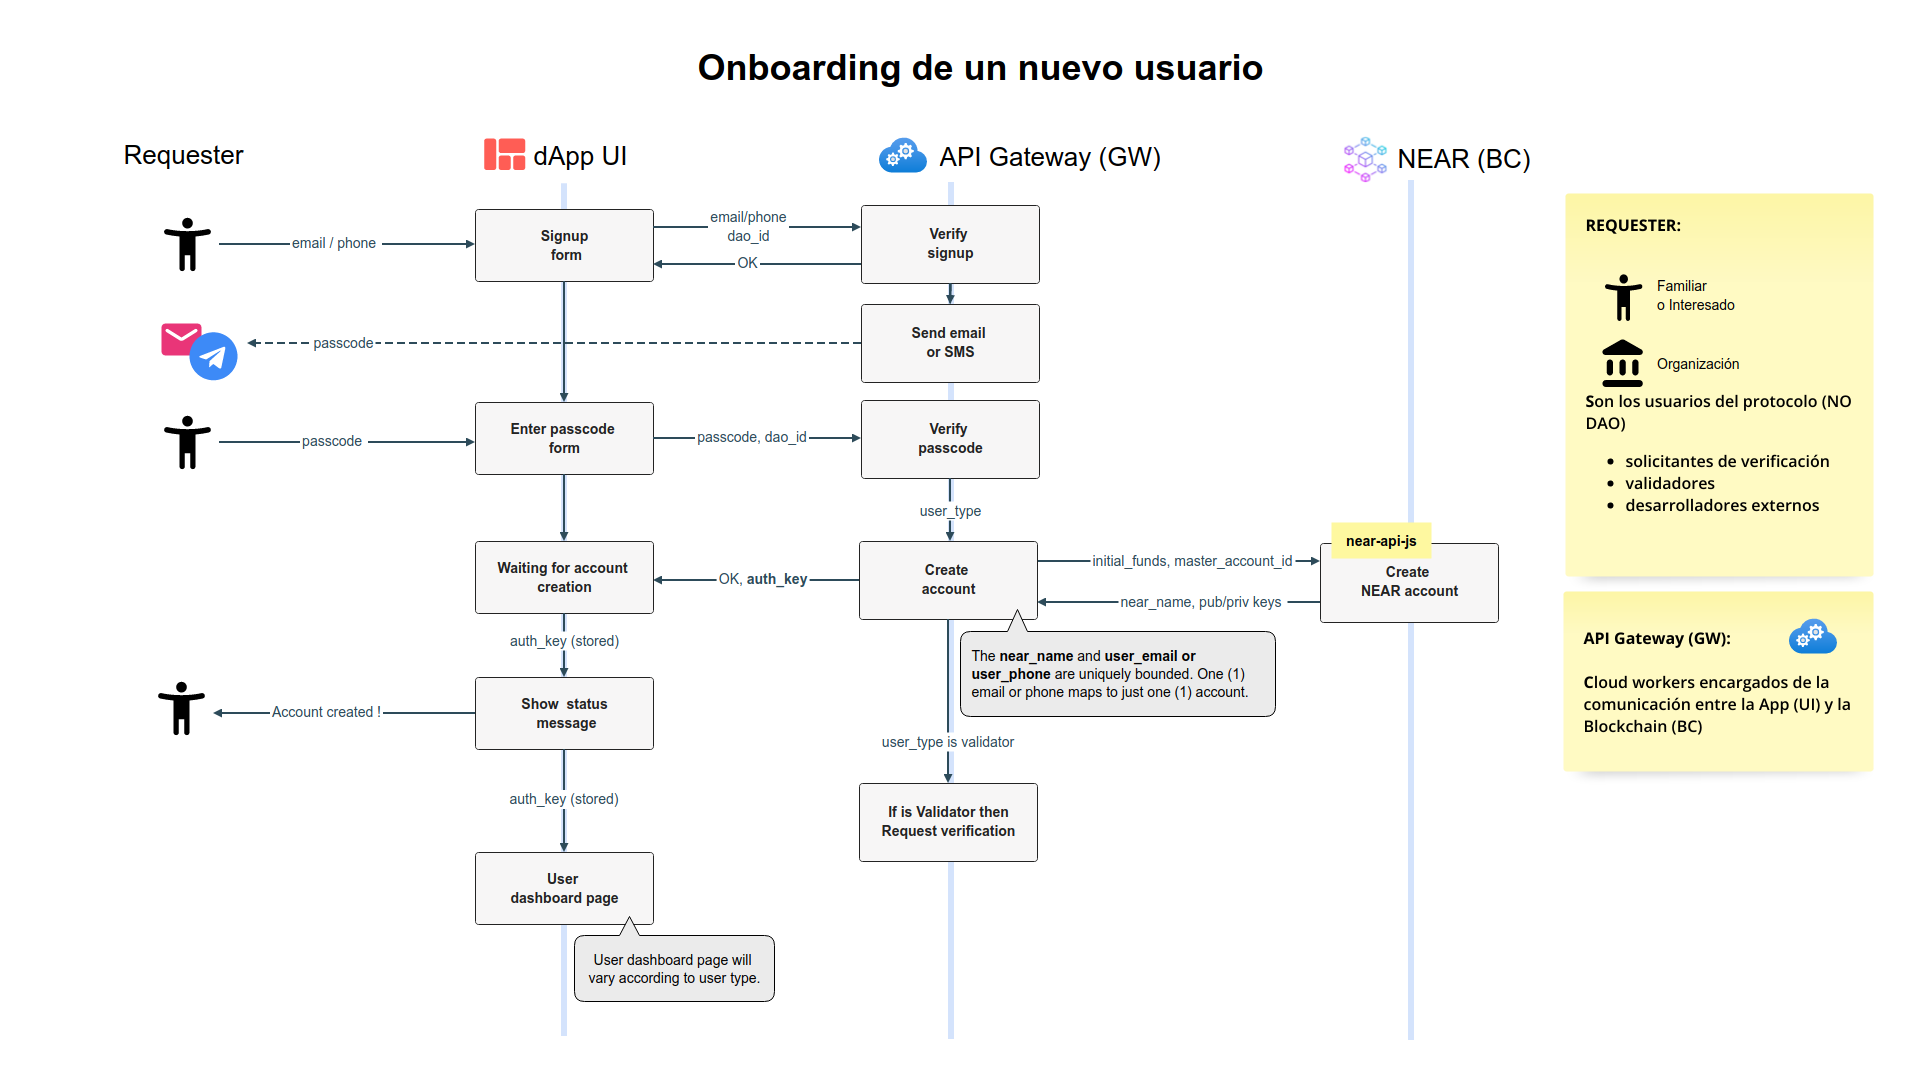 Onboarding de un nuevo usuario
Requester
dApp UI
API Gateway (GW)
NEAR (BC)
email / phone
Signup
form
email/phone
dao_id
OK
Verify
signup
passcode
Send email
or SMS
passcode
Enter passcode
form
passcode, dao_id
Verify
passcode
user_type
Waiting for account
creation
OK, auth_key
Create
account
initial_funds, master_account_id
near_name, pub/priv keys
near-api-js
Create
NEAR account
auth_key (stored)
The near_name and user_email or
user_phone are uniquely bounded. One (1)
email or phone maps to just one (1) account.
Account created !
Show status
message
user_type is validator
auth_key (stored)
If is Validator then
Request verification
User
dashboard page
User dashboard page will
vary according to user type.
REQUESTER:
Familiar
o Interesado
Organización
Son los usuarios del protocolo (NO
DAO)
• solicitantes de verificación
• validadores
• desarrolladores externos
API Gateway (GW):
Cloud workers encargados de la
comunicación entre la App (UI) y la
Blockchain (BC)